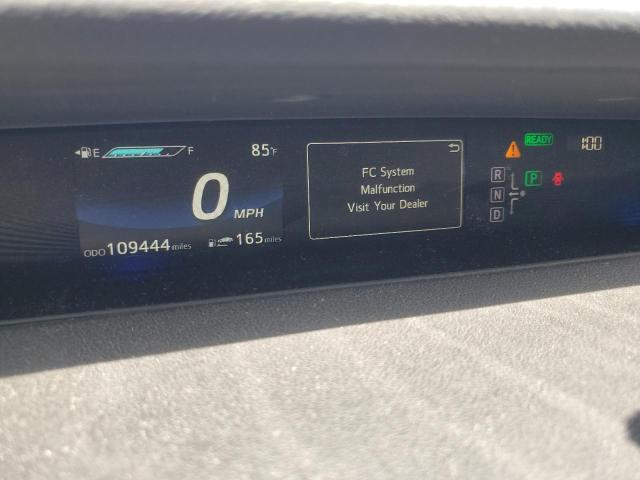 E F 85°F
0 MPH
ODO 109444 miles 165 miles
FC System
Malfunction
Visit Your Dealer
READY
1:00
R P
N
D